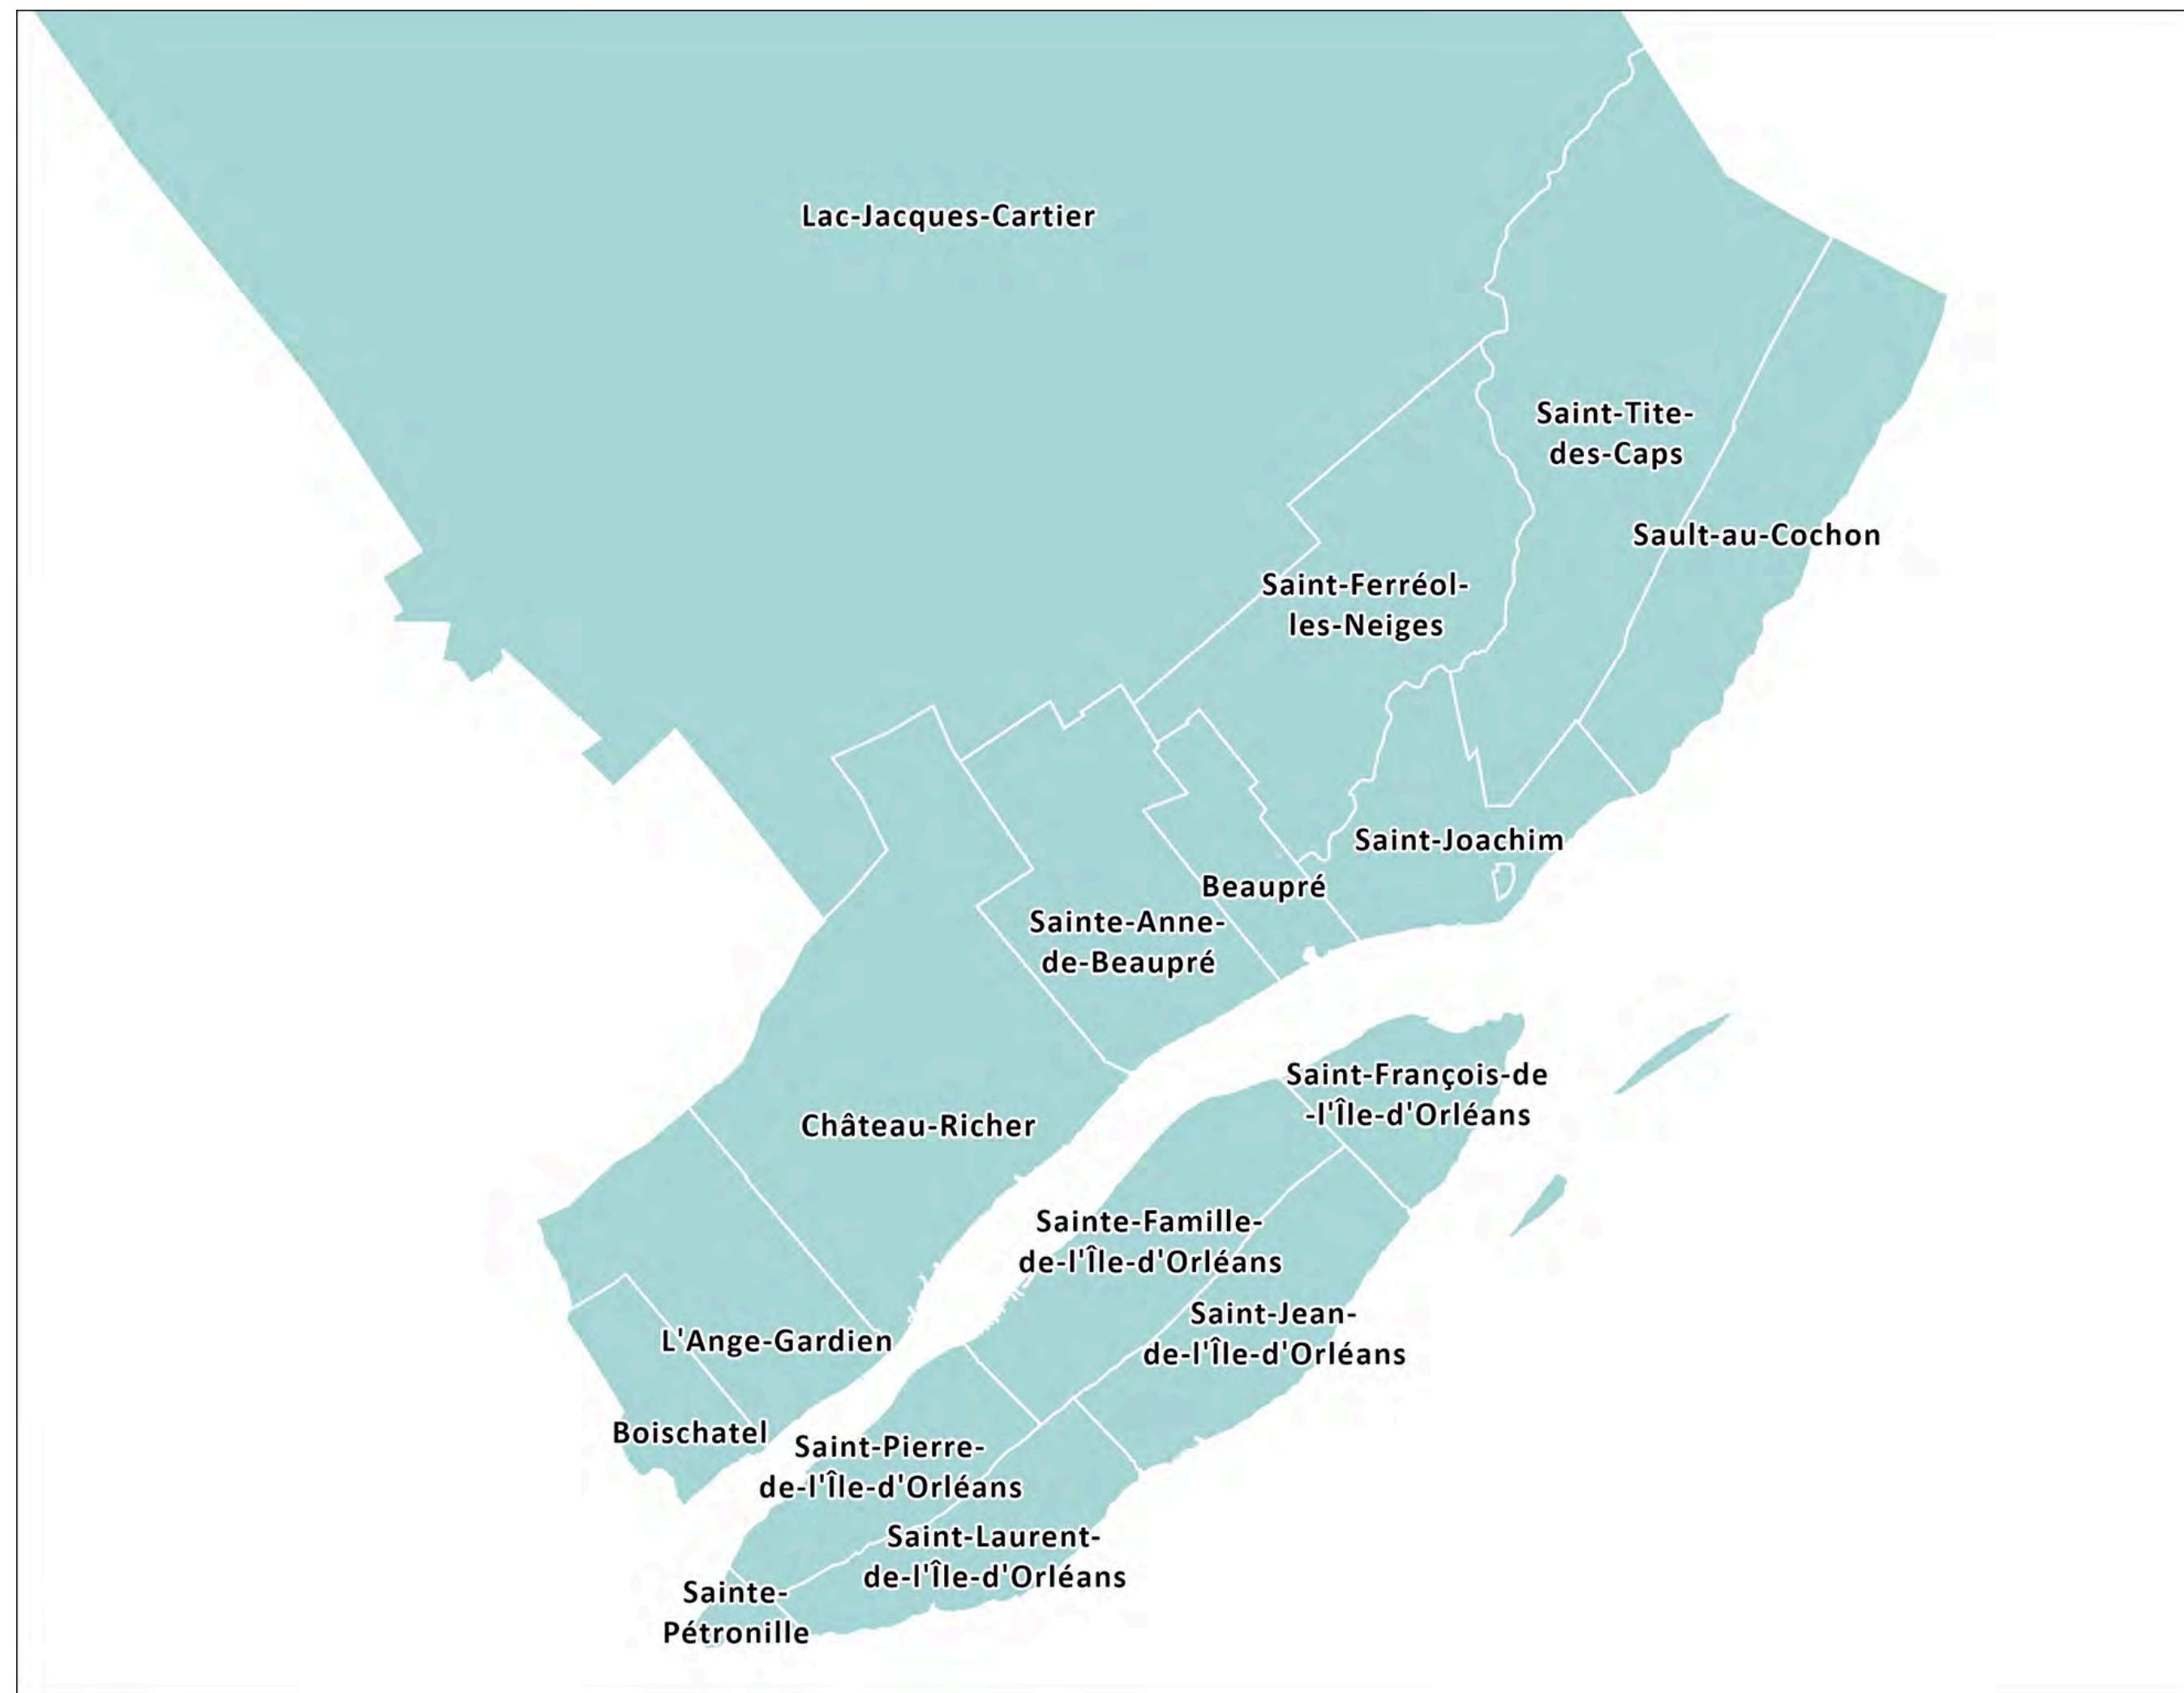 Lac-Jacques-Cartier
Saint-Tite-
des-Caps
Sault-au-Cochon
Saint-Ferréol-
les-Neiges
Saint-Joachim
Beaupré
Sainte-Anne-
de-Beaupré
Saint-François-de
-l'Île-d'Orléans
Château-Richer
Sainte-Famille-
de-l'Île-d'Orléans
Saint-Jean-
de-l'Île-d'Orléans
L'Ange-Gardien
Boischatel
Saint-Pierre-
de-l'Île-d'Orléans
Saint-Laurent-
de-l'Île-d'Orléans
Sainte-
Pétronille